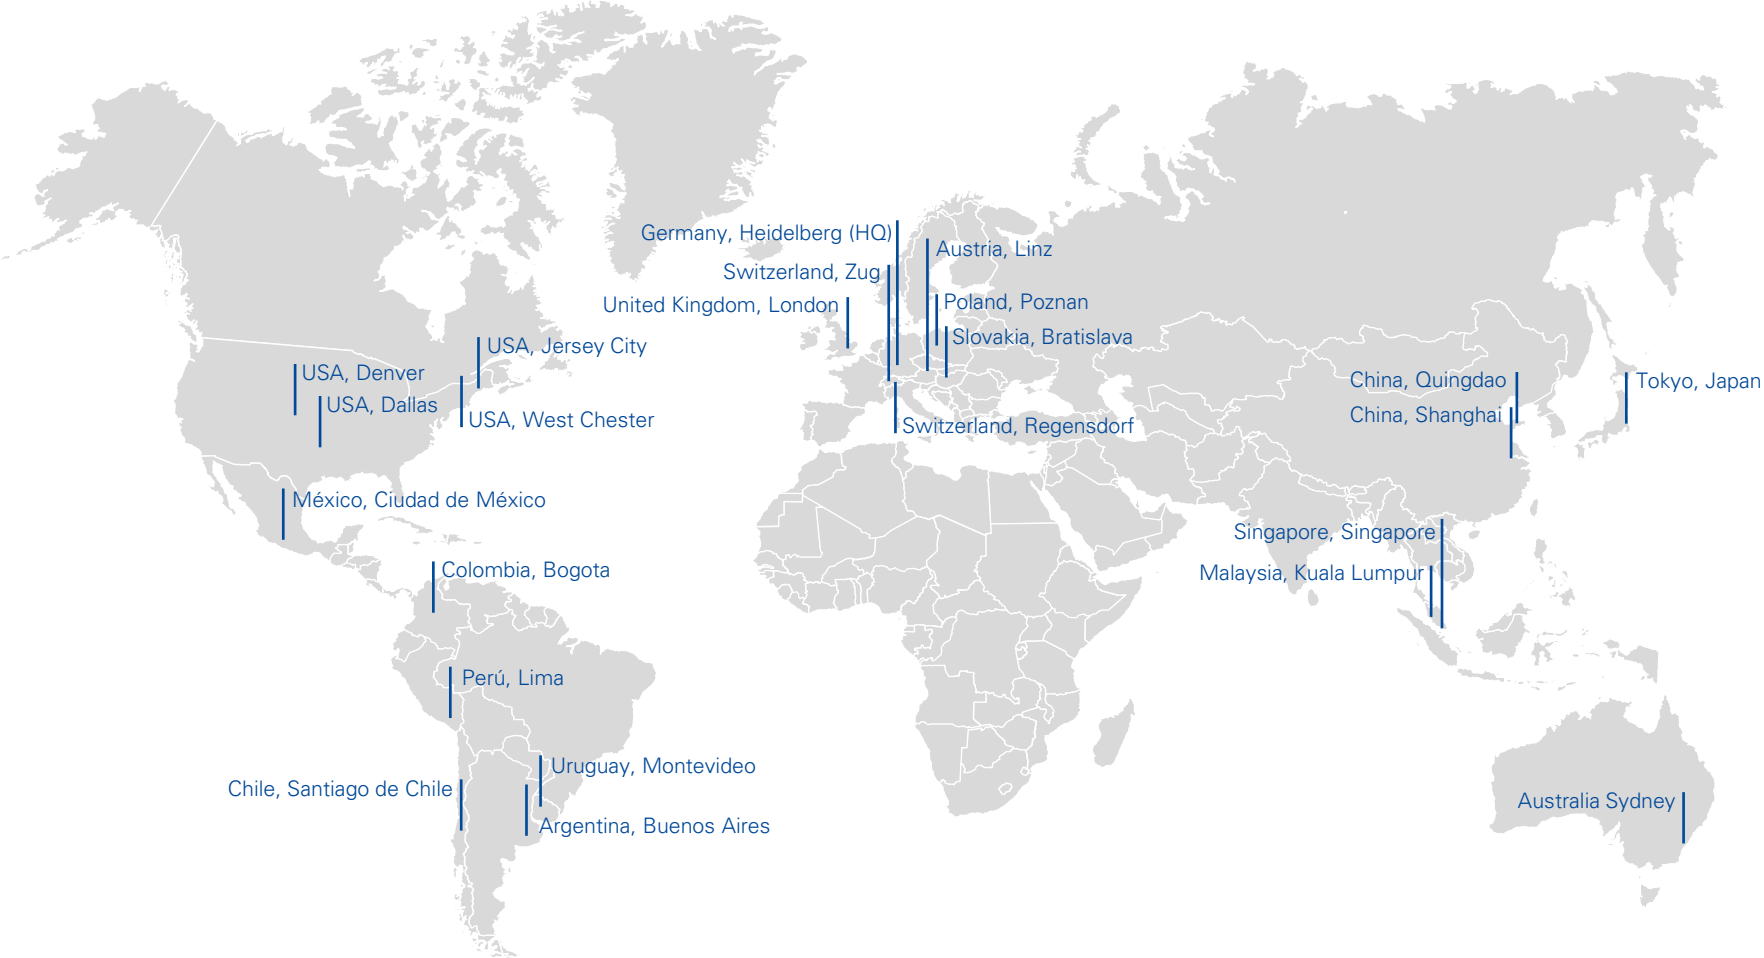 Germany, Heidelberg (HQ)
Austria, Linz
Switzerland, Zug
United Kingdom, London
Poland, Poznan
Slovakia, Bratislava
USA, Jersey City
USA, Denver
USA, Dallas
USA, West Chester
Switzerland, Regensdorf
China, Quingdao
Tokyo, Japan
China, Shanghai
México, Ciudad de México
Singapore, Singapore
Colombia, Bogota
Malaysia, Kuala Lumpur
Perú, Lima
Uruguay, Montevideo
Chile, Santiago de Chile
Australia Sydney
Argentina, Buenos Aires